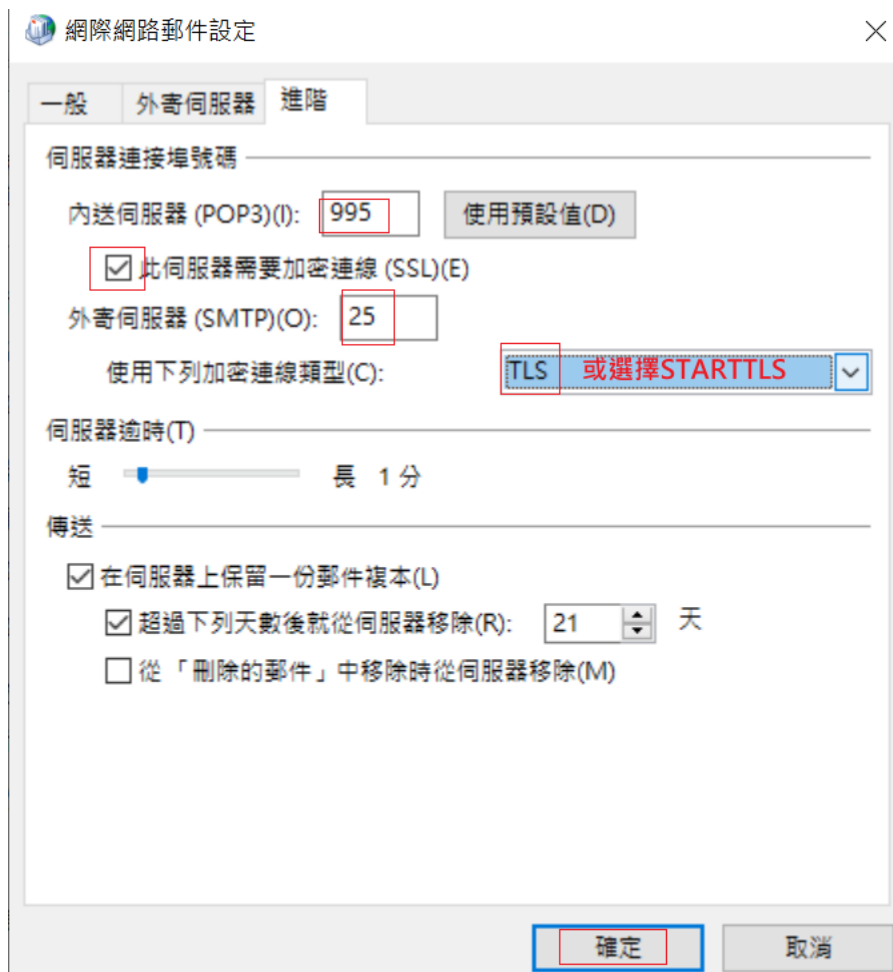 網際網路郵件設定
一般 外寄伺服器 進階
伺服器連接埠號碼
內送伺服器 (POP3)(I): 995 使用預設值(D)
此伺服器需要加密連線 (SSL)(E)
外寄伺服器 (SMTP)(O): 25
使用下列加密連線類型(C): TLS 或選擇STARTTLS
伺服器逾時(T)
短 長 1 分
傳送
在伺服器上保留一份郵件複本(L)
超過下列天數後就從伺服器移除(R): 21 天
從「刪除的郵件」中移除時從伺服器移除(M)
確定 取消